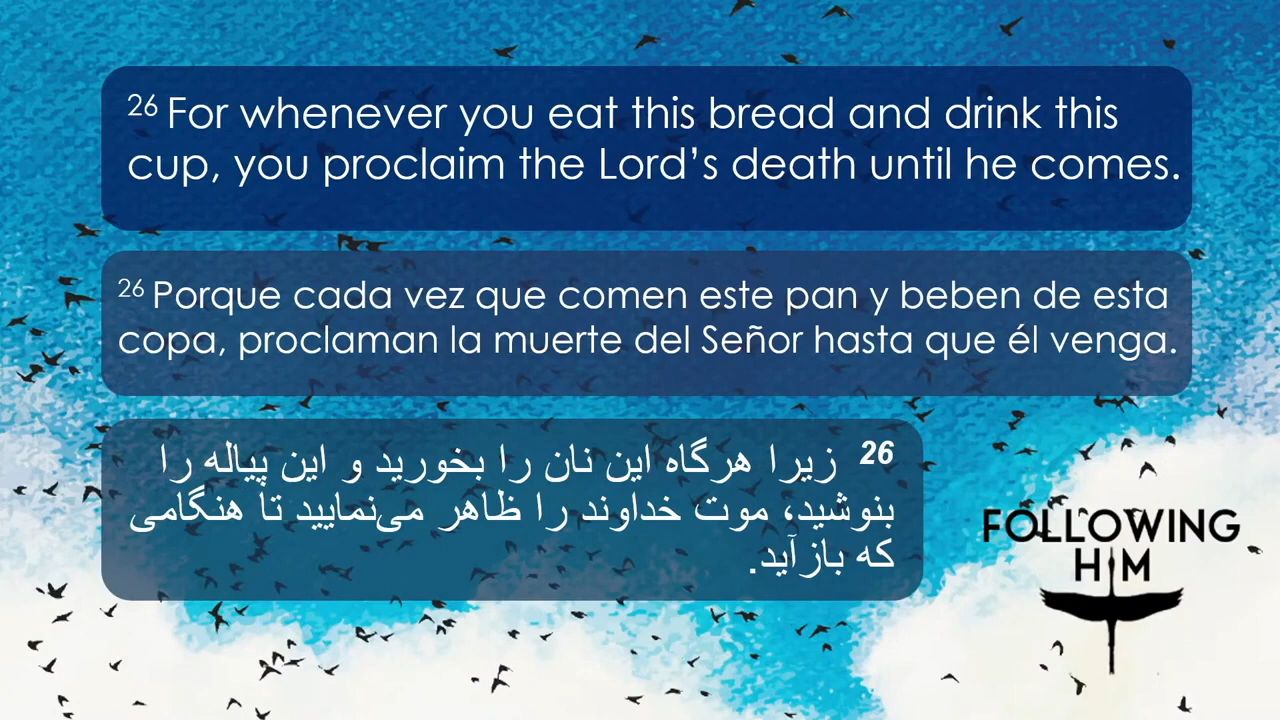 26 For whenever you eat this bread and drink this
cup, you proclaim the Lord’s death until he comes.
26 Porque cada vez que comen este pan y beben de esta
copa, proclaman la muerte del Señor hasta que él venga.
26 زیرا هرگاه این نان را بخورید و این پیاله را
بنوشید، موت خداوند را ظاهر می‌نمایید تا هنگامی
که بازآید.
FOLLOWING
HIM